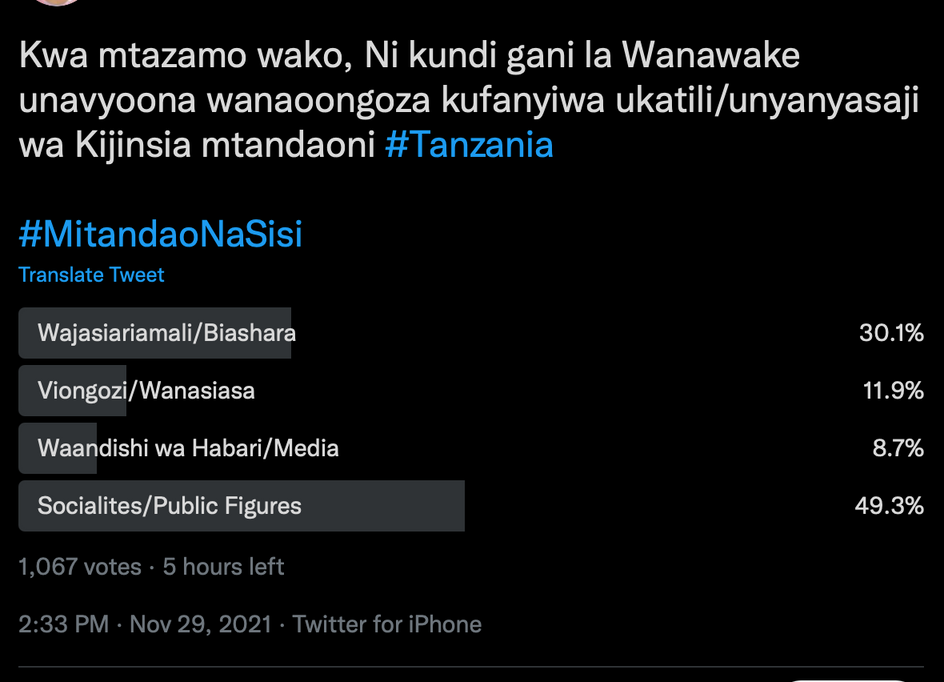 Kwa mtazamo wako, Ni kundi gani la Wanawake
unavyoona wanaoongoza kufanyiwa ukatili/unyanyasaji
wa Kijinsia mtandaoni #Tanzania
#MitandaoNaSisi
Translate Tweet
Wajasiariamali/Biashara 30.1%
Viongozi/Wanasiasa 11.9%
Waandishi wa Habari/Media 8.7%
Socialites/Public Figures 49.3%
1,067 votes · 5 hours left
2:33 PM · Nov 29, 2021 · Twitter for iPhone